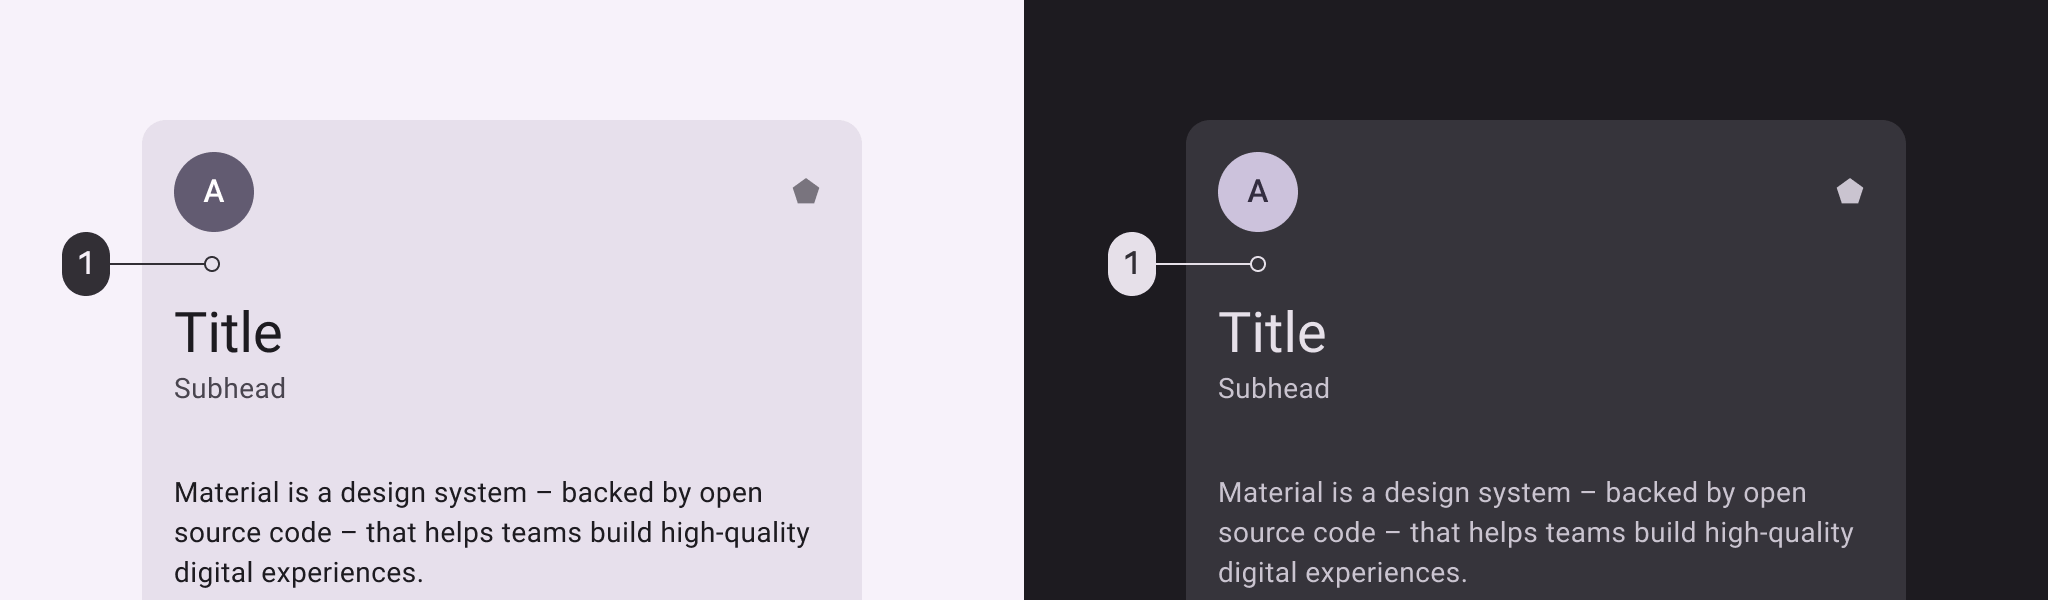 A
1
Title
Subhead
Material is a design system – backed by open
source code – that helps teams build high-quality
digital experiences.
A
1
Title
Subhead
Material is a design system – backed by open
source code – that helps teams build high-quality
digital experiences.